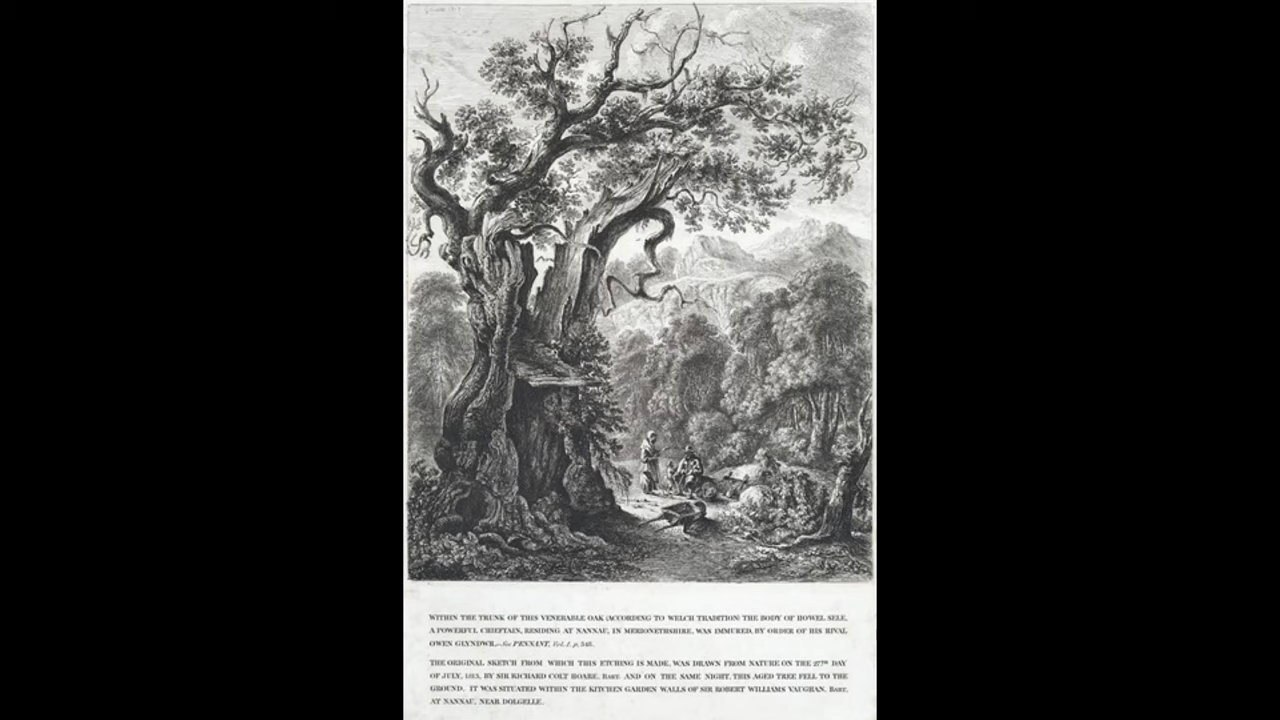 WITHIN THE TRUNK OF THIS VENERABLE OAK (ACCORDING TO WELCH TRADITION) THE BODY OF HOWEL SELE,
A POWERFUL CHIEFTAIN, RESIDING AT NANNAU, IN MERIONETHSHIRE, WAS IMMURED, BY ORDER OF HIS RIVAL
OWEN GLYNDWR.—See PENNANT, Vol. I. p. 348.
THE ORIGINAL SKETCH FROM WHICH THIS ETCHING IS MADE, WAS DRAWN FROM NATURE ON THE 27TH DAY
OF JULY, 1813, BY SIR RICHARD COLT HOARE, BART. AND ON THE SAME NIGHT, THIS AGED TREE FELL TO THE
GROUND. IT WAS SITUATED WITHIN THE KITCHEN GARDEN WALLS OF SIR ROBERT WILLIAMS VAUGHAN, BART.
AT NANNAU, NEAR DOLGELLE.